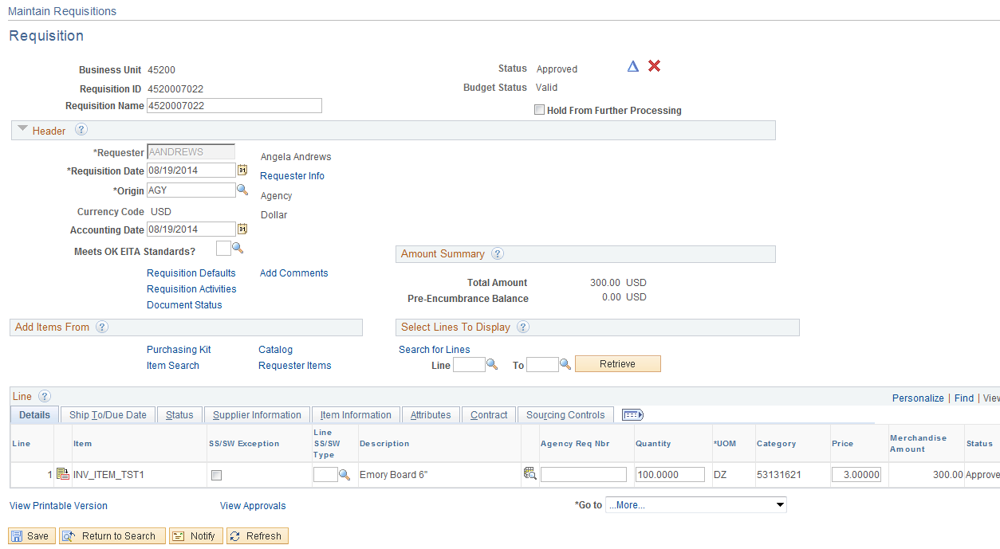 Maintain Requisitions
Requisition
Business Unit 45200
Status Approved
Requisition ID 4520007022
Budget Status Valid
Requisition Name 4520007022
Hold From Further Processing
Header ?
*Requester AANDREWS Angela Andrews
*Requisition Date 08/19/2014 31 Requester Info
*Origin AGY Agency
Currency Code USD Dollar
Accounting Date 08/19/2014 31
Meets OK EITA Standards?
Amount Summary ?
Requisition Defaults Add Comments
Requisition Activities
Document Status
Total Amount 300.00 USD
Pre-Encumbrance Balance 0.00 USD
Add Items From ?
Select Lines To Display ?
Purchasing Kit Catalog
Item Search Requester Items
Search for Lines
Line To Retrieve
Line ?
Personalize | Find | View
Details Ship To/Due Date Status Supplier Information Item Information Attributes Contract Sourcing Controls
Line Item SS/SW Exception Line SS/SW Type Description Agency Req Nbr Quantity *UOM Category Price Merchandise Amount Status
1 INV_ITEM_TST1 Emory Board 6" 100.0000 DZ 53131621 3.00000 300.00 Approve
View Printable Version View Approvals
*Go to ...More...
Save Return to Search Notify Refresh